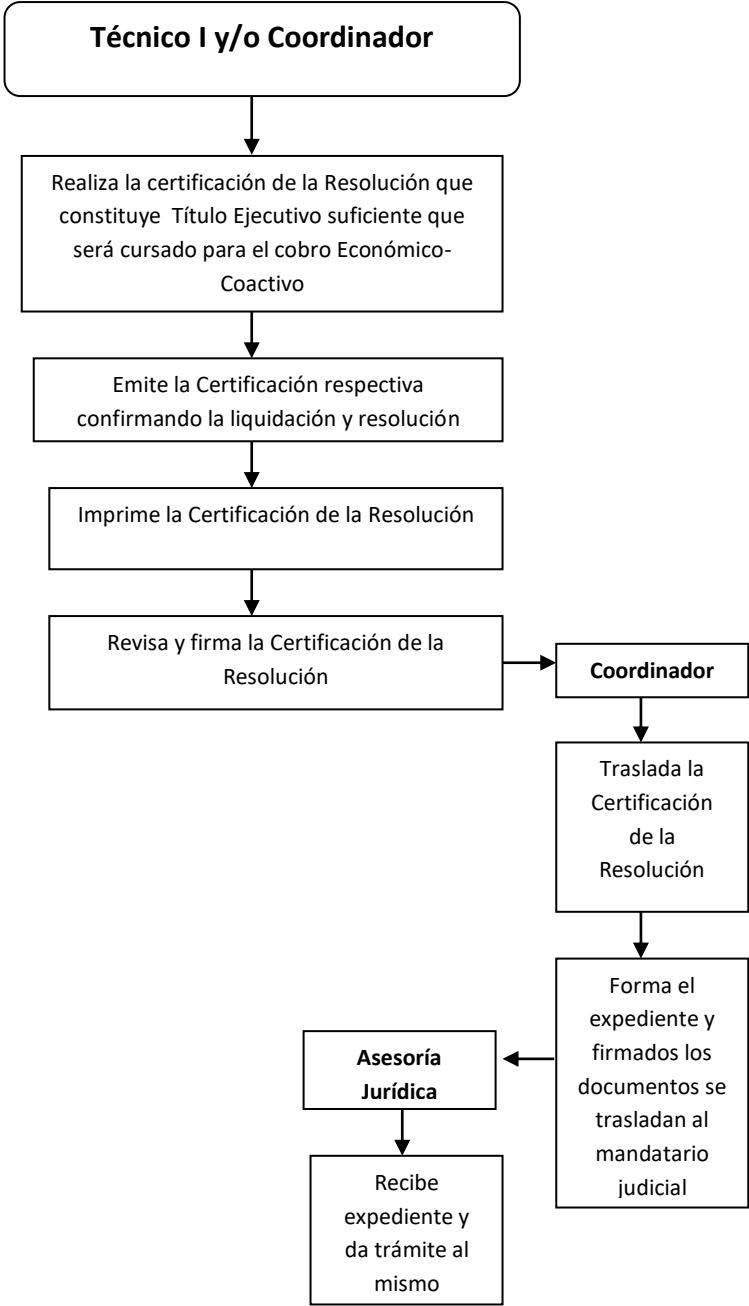 Técnico I y/o Coordinador
Realiza la certificación de la Resolución que
constituye Título Ejecutivo suficiente que
será cursado para el cobro Económico-
Coactivo
Emite la Certificación respectiva
confirmando la liquidación y resolución
Imprime la Certificación de la Resolución
Revisa y firma la Certificación de la
Resolución
Coordinador
Traslada la
Certificación
de la
Resolución
Forma el
expediente y
firmados los
documentos se
trasladan al
mandatario
judicial
Asesoría
Jurídica
Recibe
expediente y
da trámite al
mismo